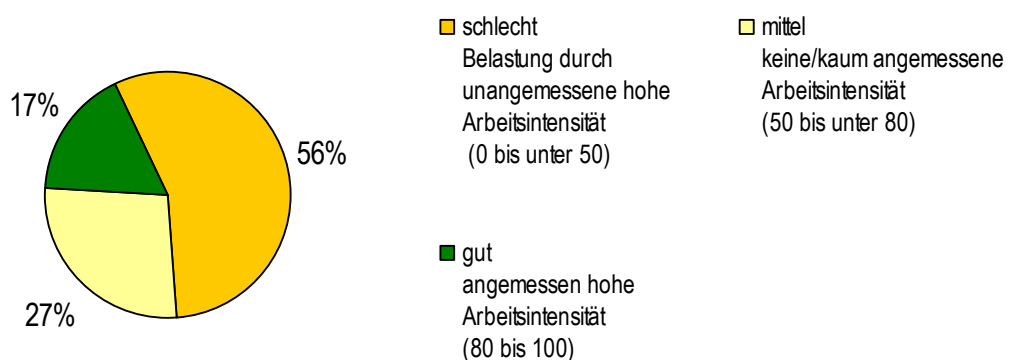 17%
56%
27%
schlecht
Belastung durch
unangemessene hohe
Arbeitsintensität
(0 bis unter 50)
mittel
keine/kaum angemessene
Arbeitsintensität
(50 bis unter 80)
gut
angemessen hohe
Arbeitsintensität
(80 bis 100)